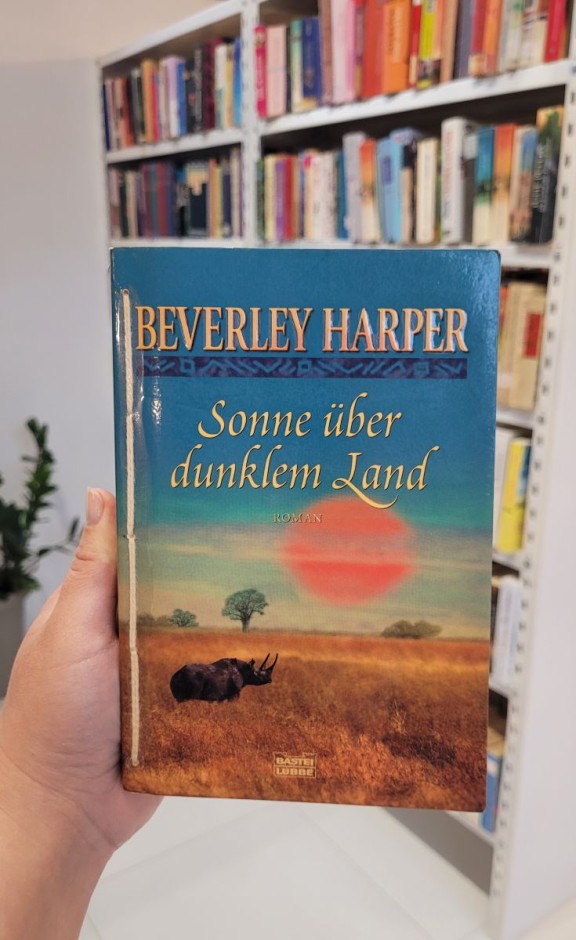 BEVERLEY HARPER
Sonne über
dunklem Land
ROMAN
BASTEI
LÜBBE